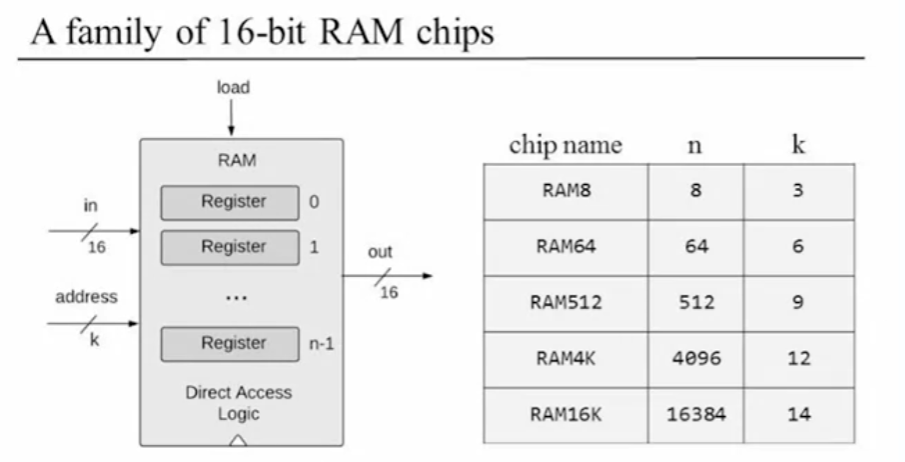 A family of 16-bit RAM chips
load
RAM
Register 0
in
16
Register 1
out
16
address
k
...
Register n-1
Direct Access
Logic
chip name n k
RAM8 8 3
RAM64 64 6
RAM512 512 9
RAM4K 4096 12
RAM16K 16384 14